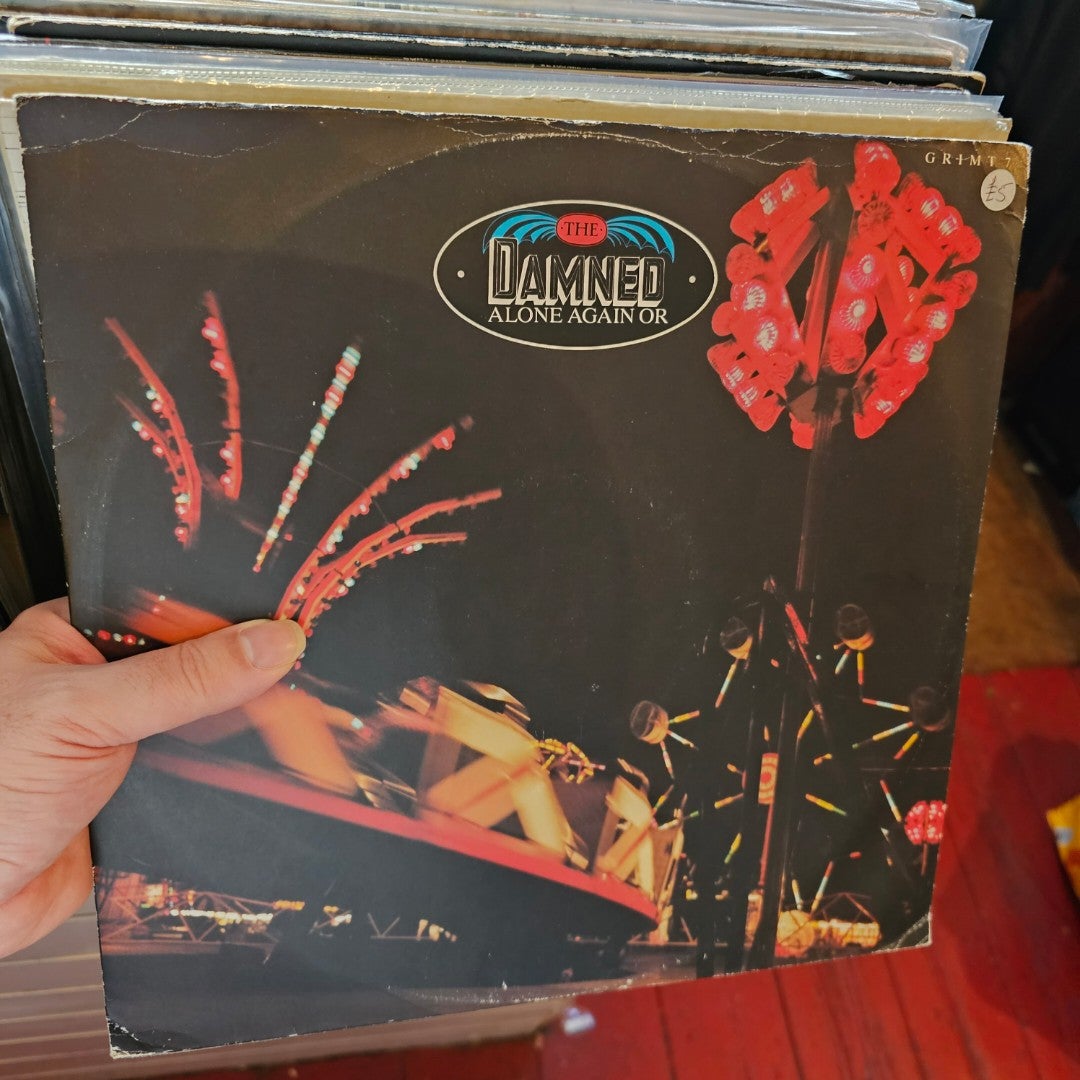 GRIMT 7
£5
·THE·
DAMNED
ALONE AGAIN OR